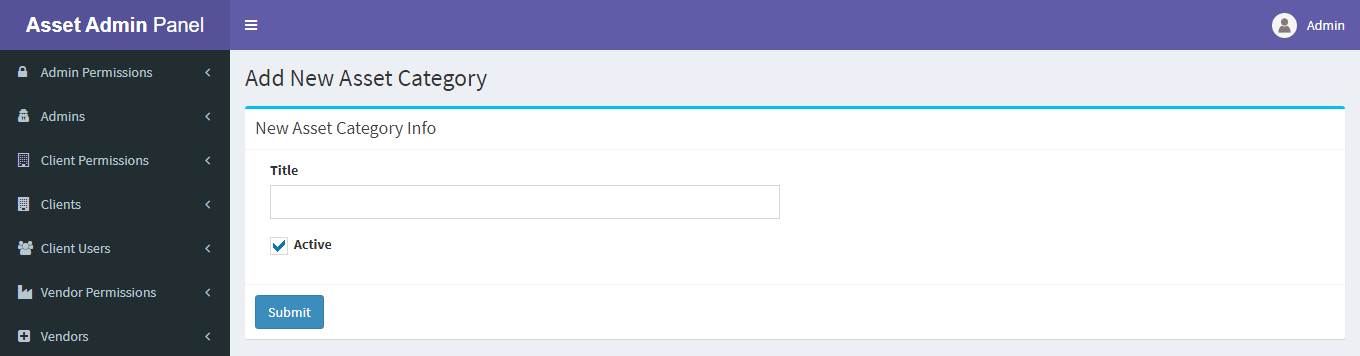 Asset Admin Panel
Admin
Admin Permissions
Admins
Client Permissions
Clients
Client Users
Vendor Permissions
Vendors
Add New Asset Category
New Asset Category Info
Title
Active
Submit